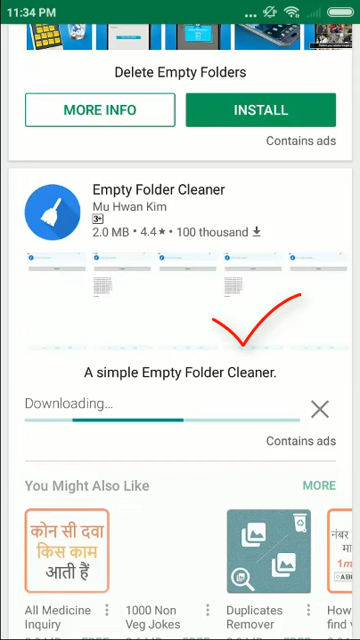 11:34 PM
Delete Empty Folders
MORE INFO
INSTALL
Contains ads
Empty Folder Cleaner
Mu Hwan Kim
3+
2.0 MB • 4.4★ • 100 thousand
A simple Empty Folder Cleaner.
Downloading...
Contains ads
You Might Also Like
MORE
कोन सी दवा
किस काम
आती हैं
नंबर
All Medicine
Inquiry
1000 Non
Veg Jokes
Duplicates
Remover
find v